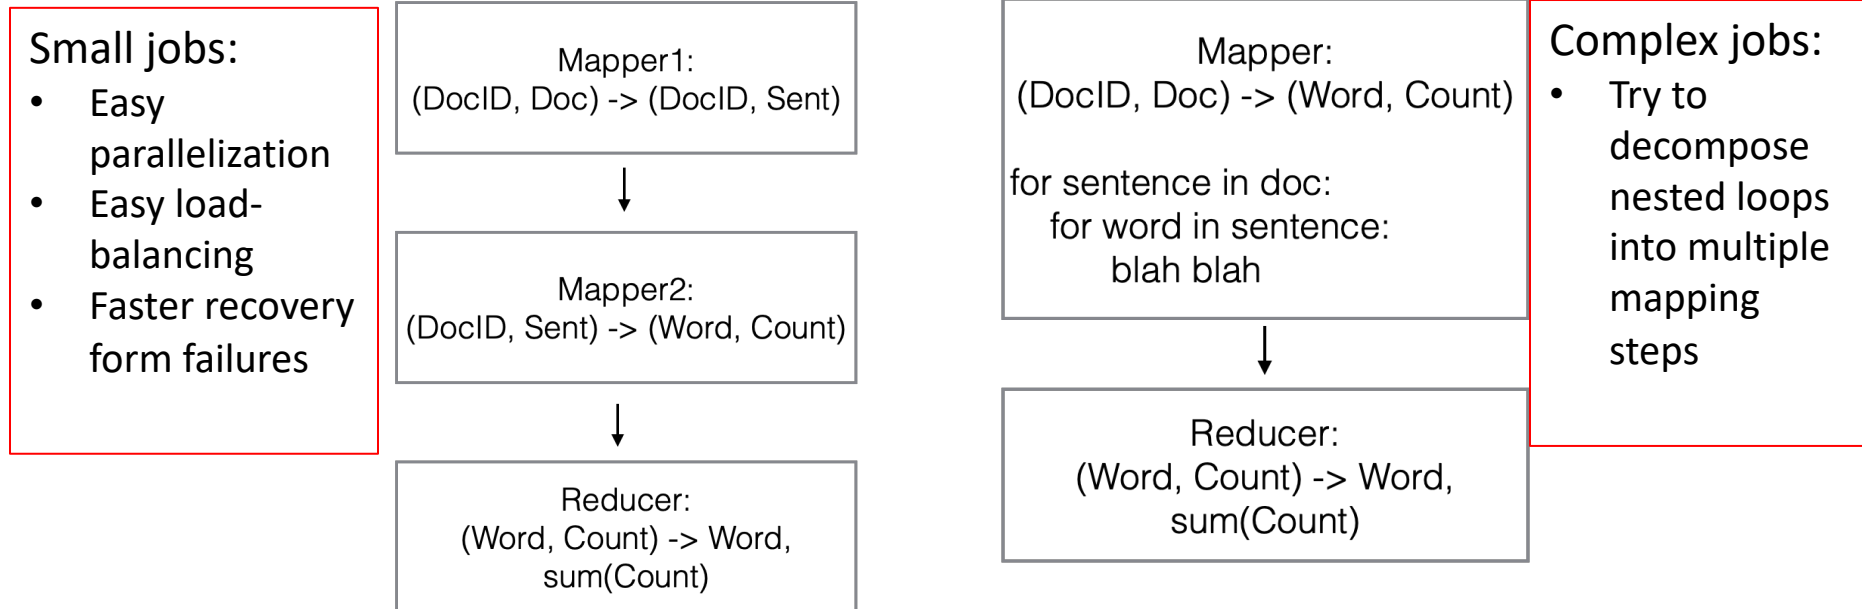 Small jobs:
• Easy
parallelization
• Easy load-
balancing
• Faster recovery
form failures
Mapper1:
(DocID, Doc) -> (DocID, Sent)
Mapper2:
(DocID, Sent) -> (Word, Count)
Reducer:
(Word, Count) -> Word,
sum(Count)
Mapper:
(DocID, Doc) -> (Word, Count)
for sentence in doc:
for word in sentence:
blah blah
Reducer:
(Word, Count) -> Word,
sum(Count)
Complex jobs:
• Try to
decompose
nested loops
into multiple
mapping
steps